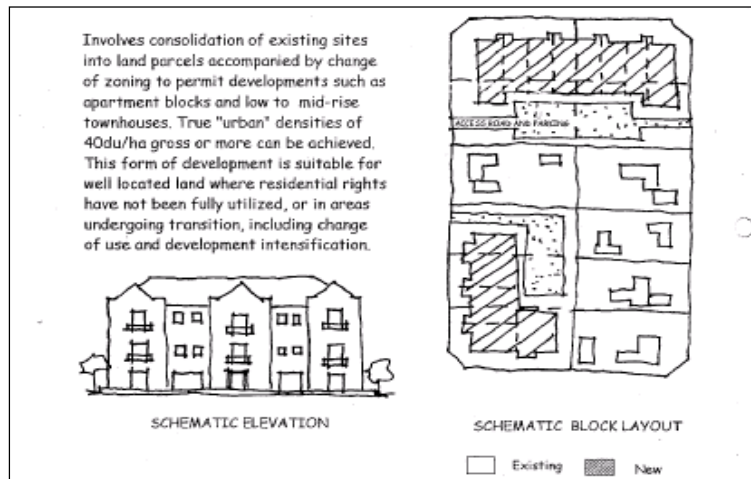 Involves consolidation of existing sites
into land parcels accompanied by change
of zoning to permit developments such as
apartment blocks and low to mid-rise
townhouses. True "urban" densities of
40du/ha gross or more can be achieved.
This form of development is suitable for
well located land where residential rights
have not been fully utilized, or in areas
undergoing transition, including change
of use and development intensification.
ACCESS ROAD AND PARKING
SCHEMATIC ELEVATION
SCHEMATIC BLOCK LAYOUT
Existing
New